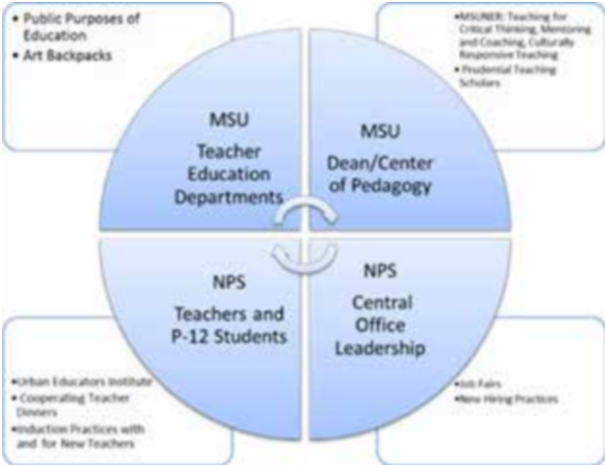 • Public Purposes of
Education
• Art Backpacks
•MSUNER: Teaching for
Critical Thinking, Mentoring
and Coaching, Culturally
Responsive Teaching
• Prudential Teaching
Scholars
MSU
Teacher
Education
Departments
MSU
Dean/Center
of Pedagogy
NPS
Teachers and
P-12 Students
NPS
Central
Office
Leadership
•Urban Educators Institute
• Cooperating Teacher
Dinners
•Induction Practices with
and for New Teachers
•Job Fairs
•New Hiring Practices